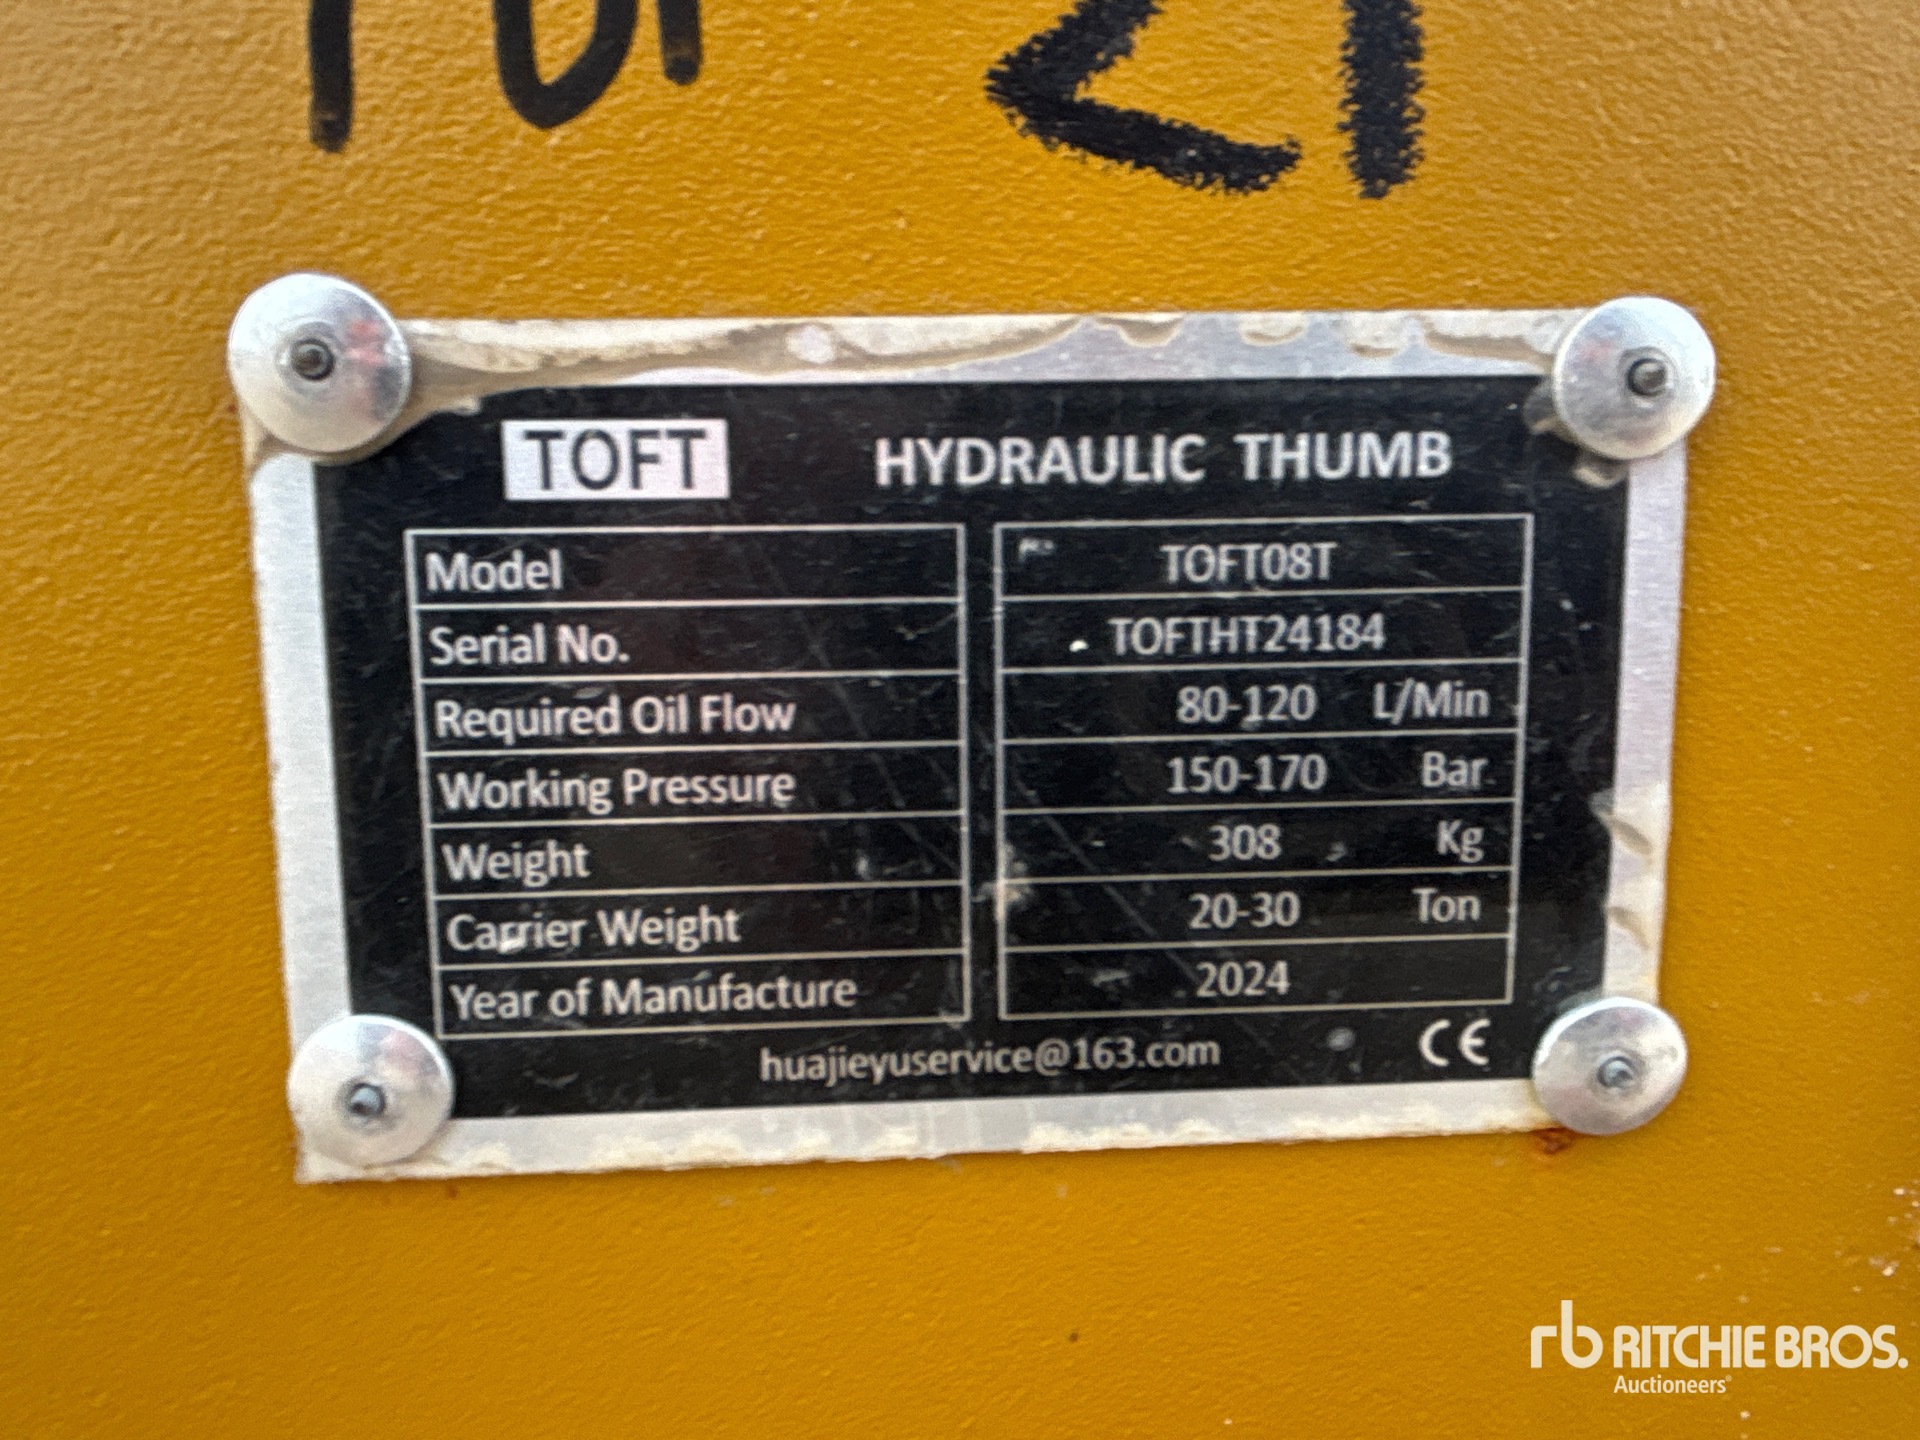 21
TOFT HYDRAULIC THUMB
Model TOFT08T
Serial No. TOFTHT24184
Required Oil Flow 80-120 L/Min
Working Pressure 150-170 Bar
Weight 308 Kg
Carrier Weight 20-30 Ton
Year of Manufacture 2024
huajieyuservice@163.com CE
rb RITCHIE BROS.
Auctioneers®